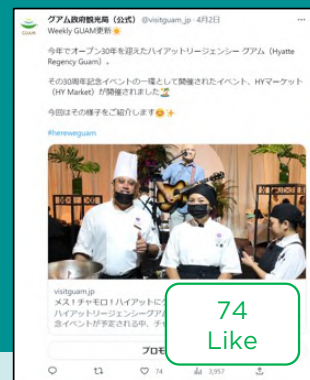 グアム政府観光局（公式） @visitguam_jp · 4月2日
Weekly GUAM更新☀
GUAM
今年でオープン30年を迎えたハイアットリージェンシー グアム（Hyatte
Regency Guam）。
その30周年記念イベントの一環として開催されたイベント、HYマーケット
（HY Market）が開催されました
今回はその様子をご紹介します
#hereweguam
visitguam.jp
メス！チャモロ！ハイアットに
ハイアットリージェンシーグア
念イベントが予定される中、チ
プロモ
74
Like
74
3,957